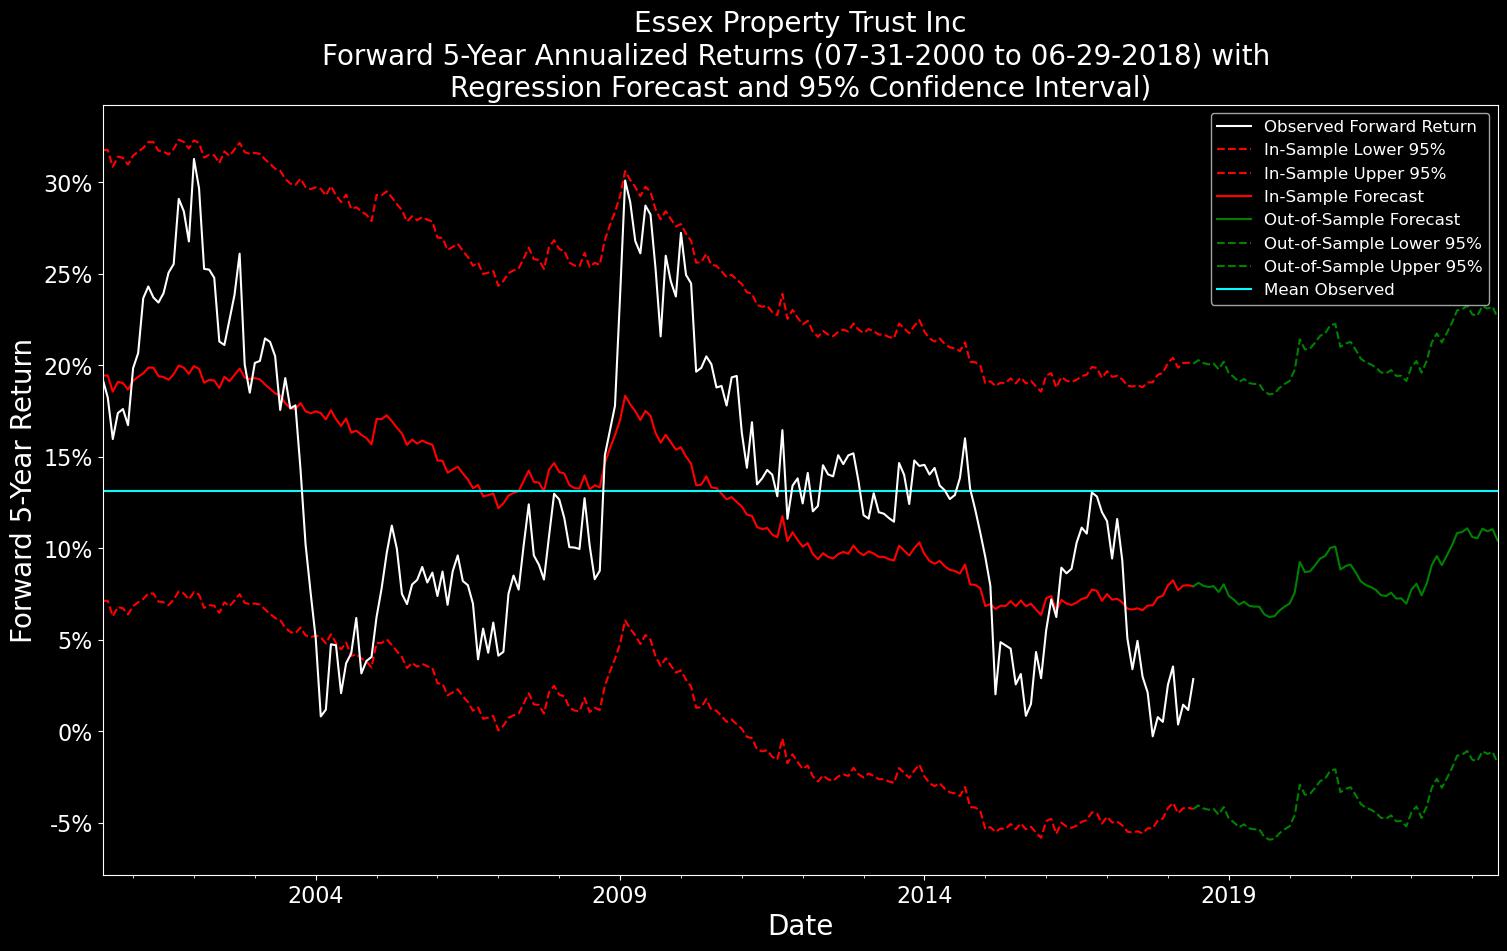 Essex Property Trust Inc
Forward 5-Year Annualized Returns (07-31-2000 to 06-29-2018) with
Regression Forecast and 95% Confidence Interval)
Observed Forward Return
In-Sample Lower 95%
In-Sample Upper 95%
In-Sample Forecast
Out-of-Sample Forecast
Out-of-Sample Lower 95%
Out-of-Sample Upper 95%
Mean Observed
Forward 5-Year Return
30%
25%
20%
15%
10%
5%
0%
-5%
2004
2009
2014
2019
Date